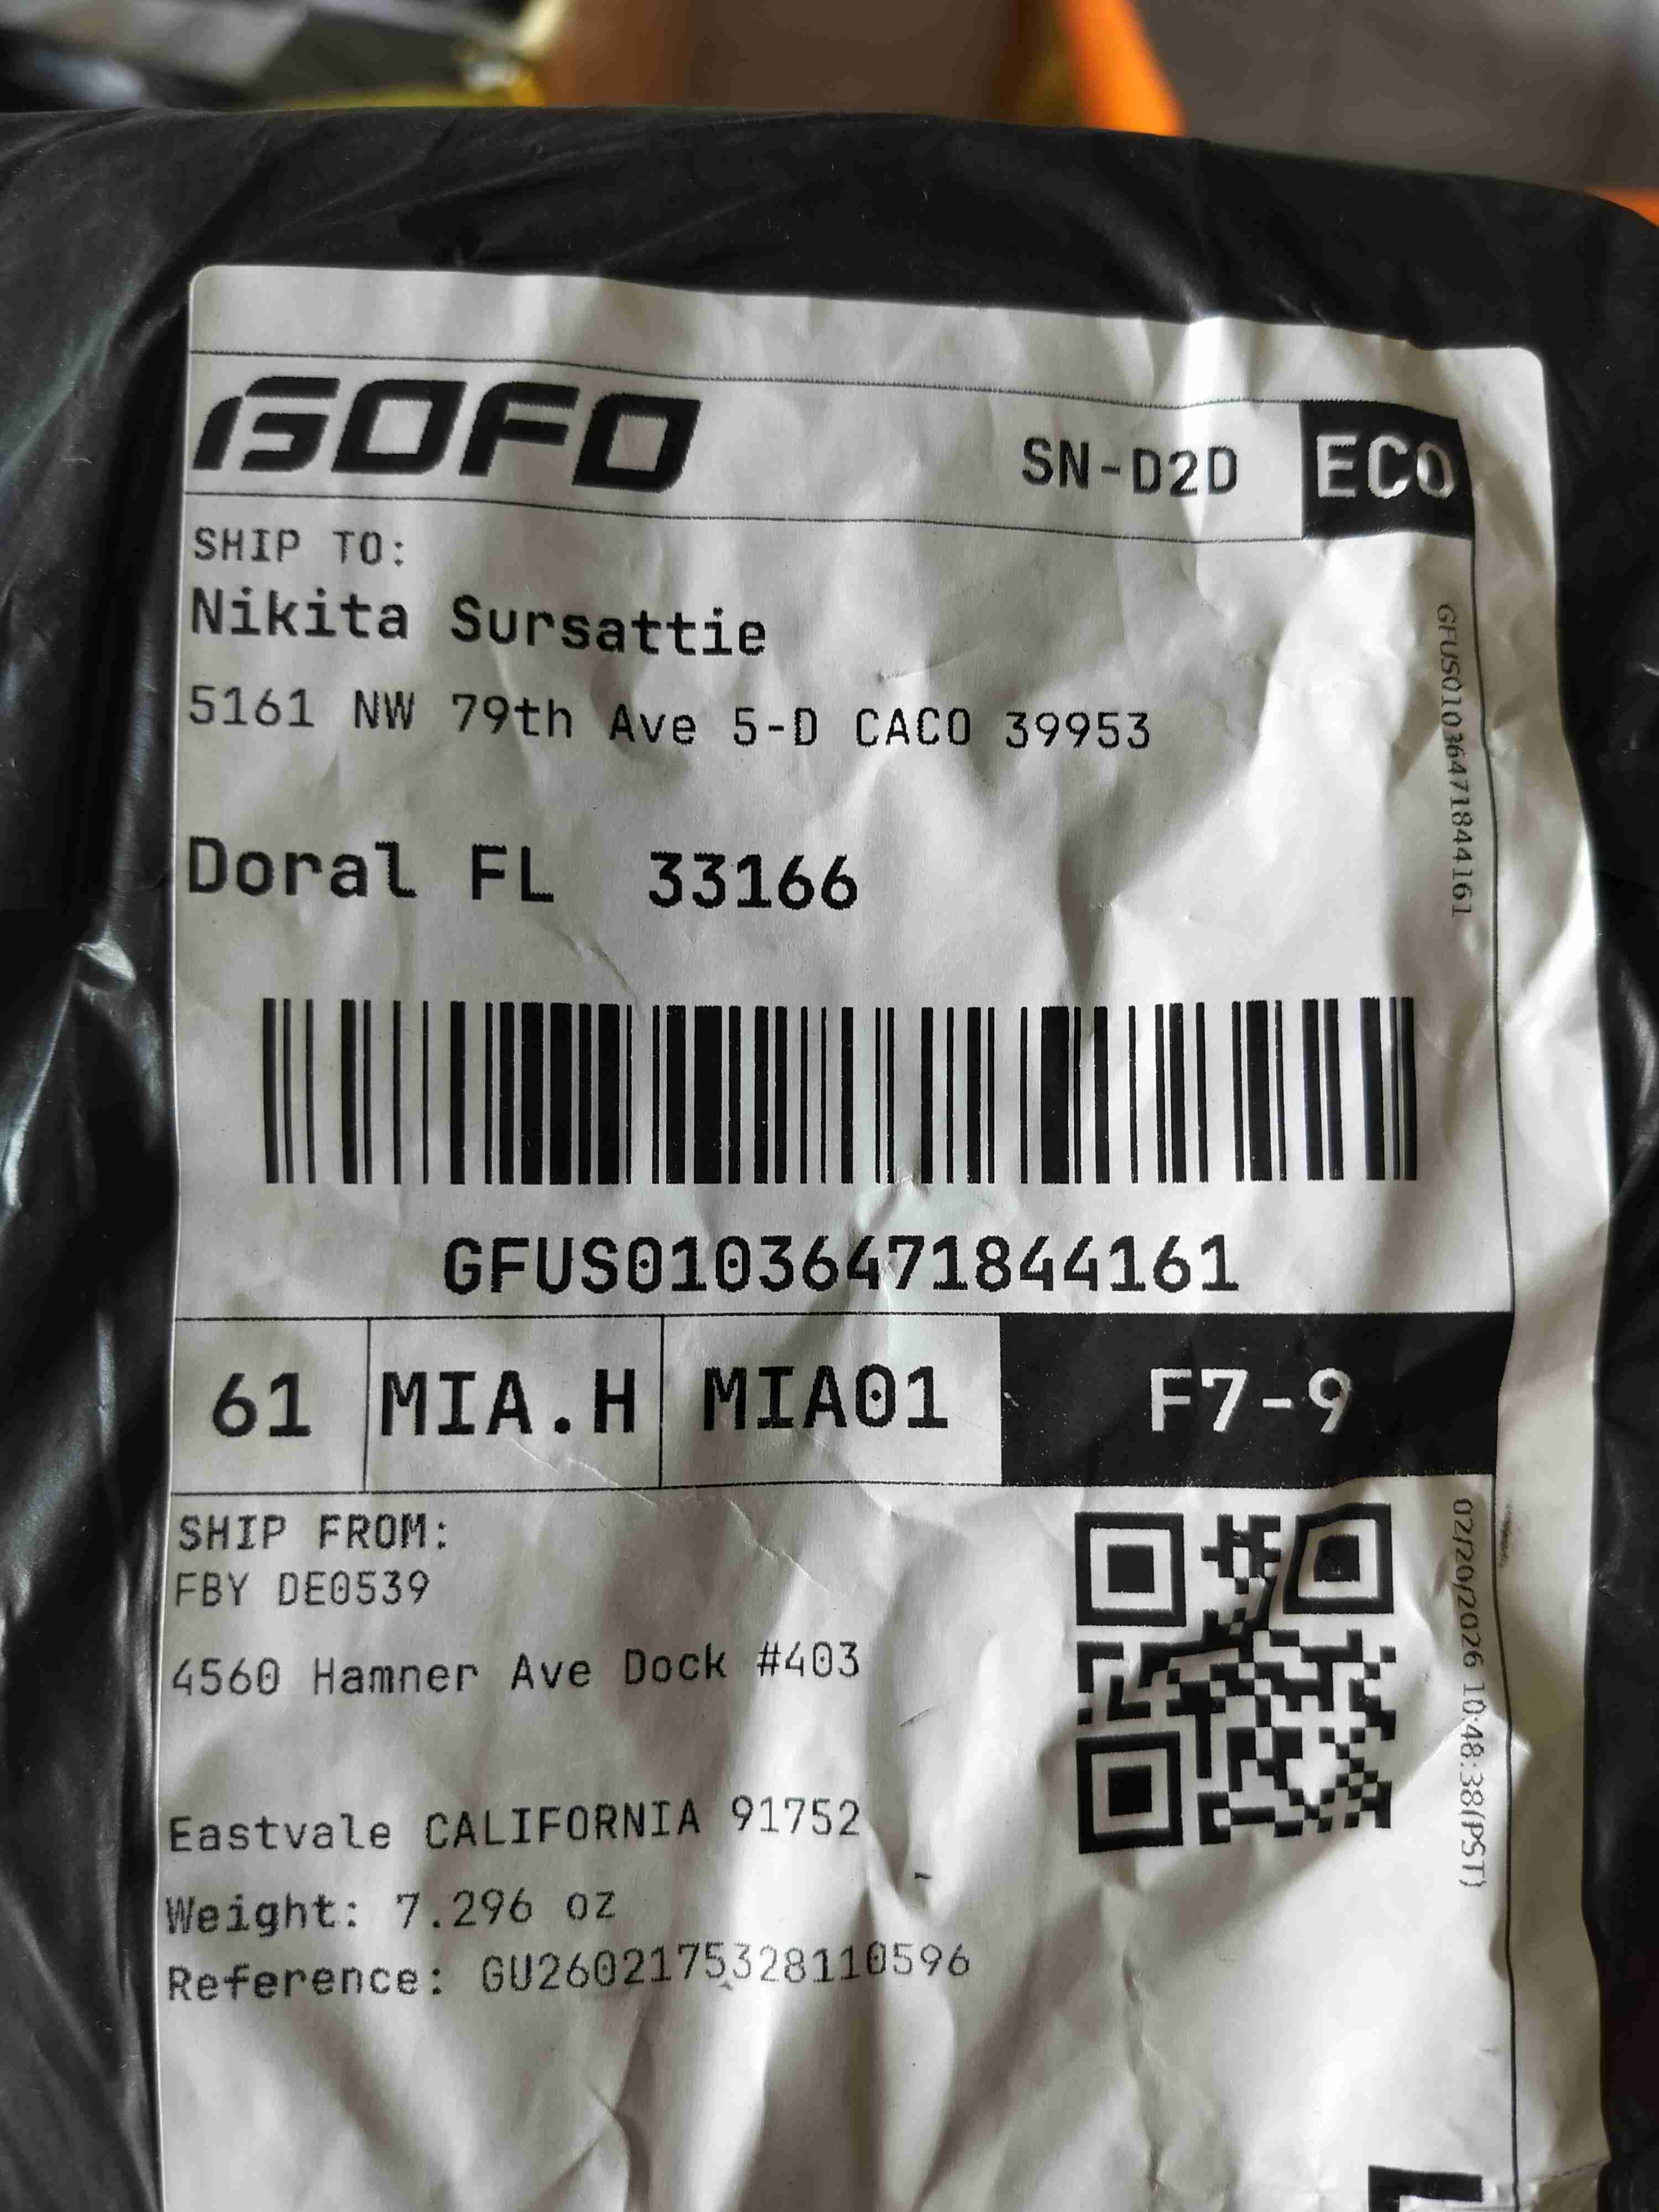 GOFO
SN-D2D ECO
SHIP TO:
Nikita Sursattie
5161 NW 79th Ave 5-D CACO 39953
Doral FL 33166
GFUS01036471844161
GFUS01036471844161
61 MIA.H MIA01 F7-9
SHIP FROM:
FBY DE0539
4560 Hamner Ave Dock #403
Eastvale CALIFORNIA 91752
Weight: 7.296 oz
Reference: GU2602175328110596
02/20/2026 10:48:38(PST)